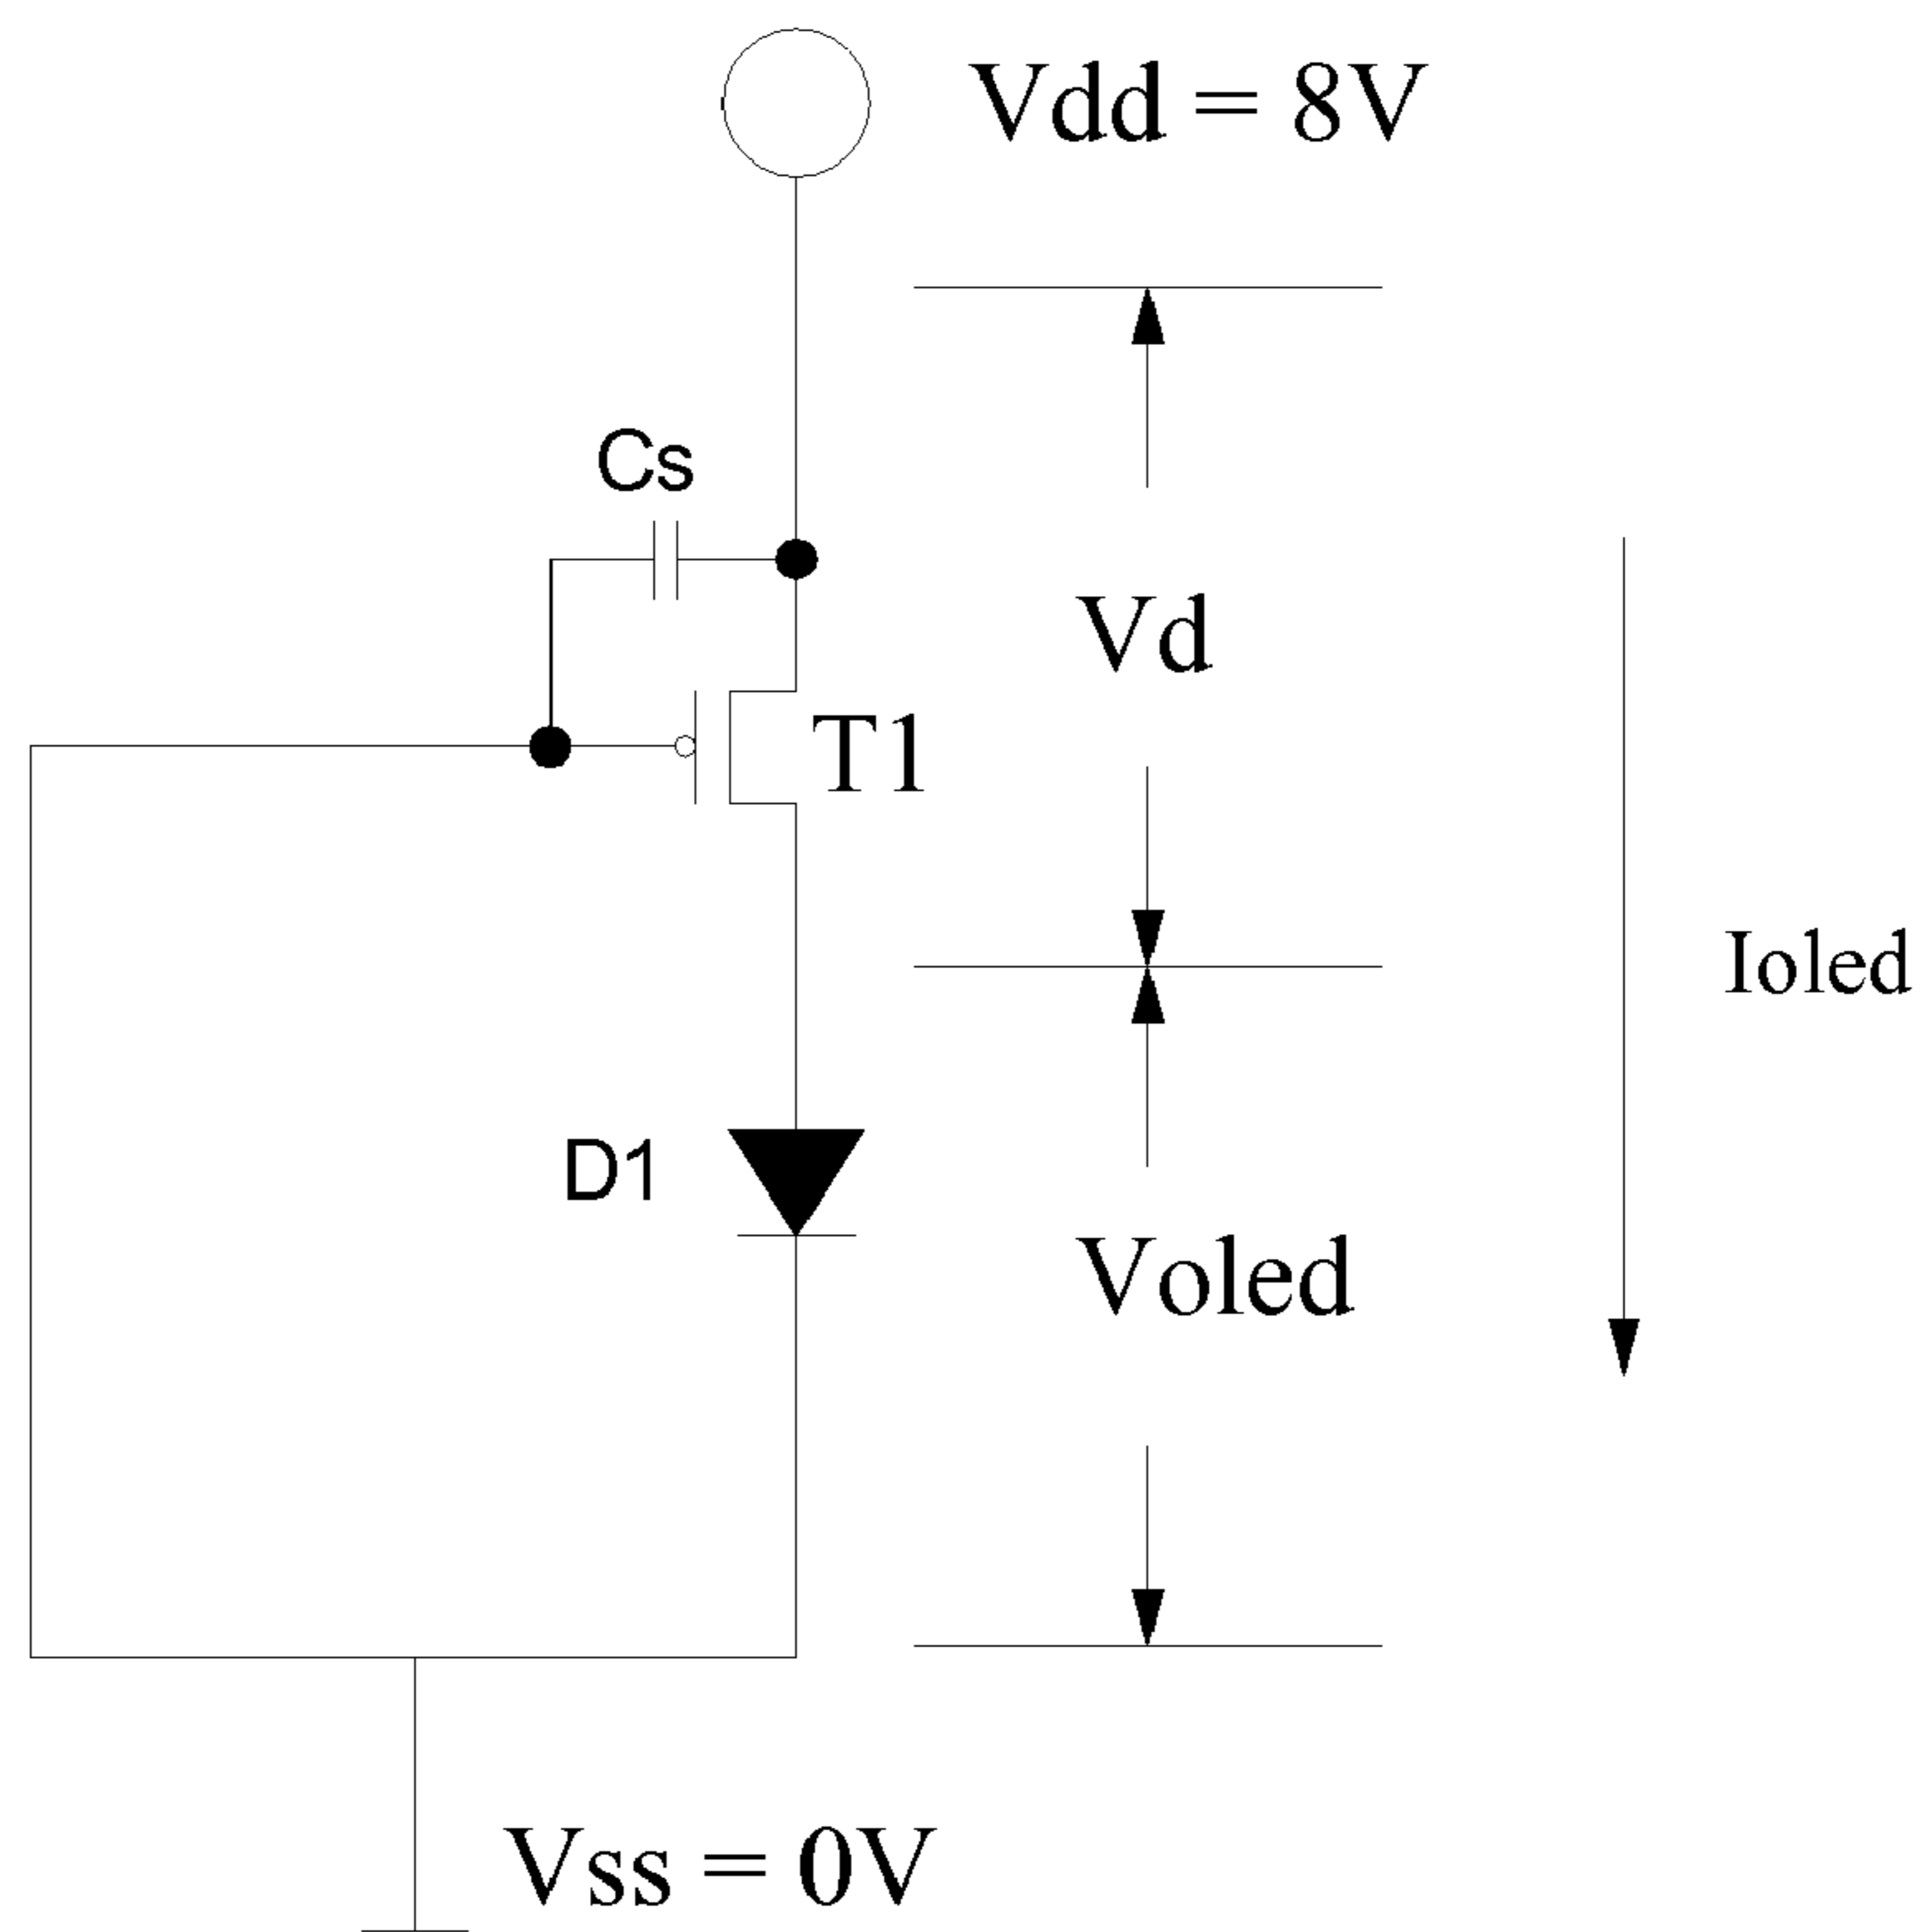 Vdd = 8V
Cs
Vd
T1
Ioled
D1
Voled
Vss = 0V